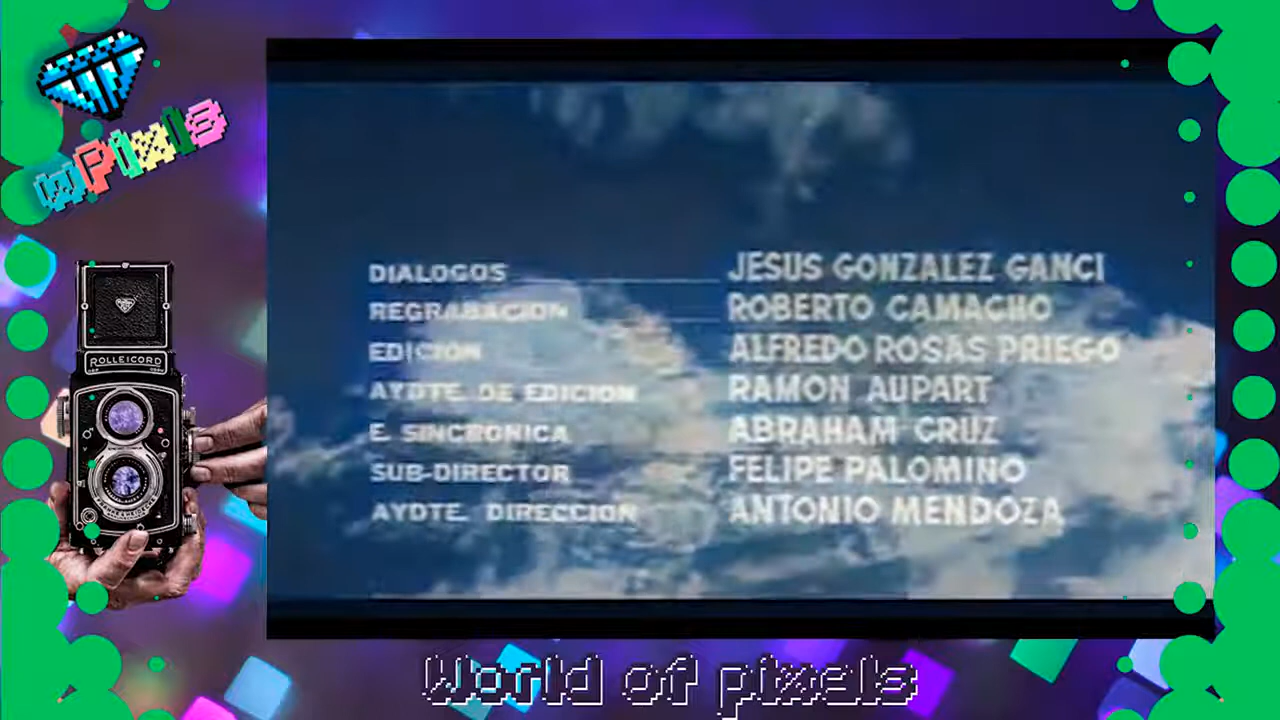 wPixls
ROLLEICORD
DIALOGOS JESUS GONZALEZ GANCI
REGRABACION ROBERTO CAMACHO
EDICION ALFREDO ROSAS PRIEGO
AYDTE. DE EDICION RAMON AUPART
E. SINCRONICA ABRAHAM CRUZ
SUB-DIRECTOR FELIPE PALOMINO
AYDTE. DIRECCION ANTONIO MENDOZA
World of pixels